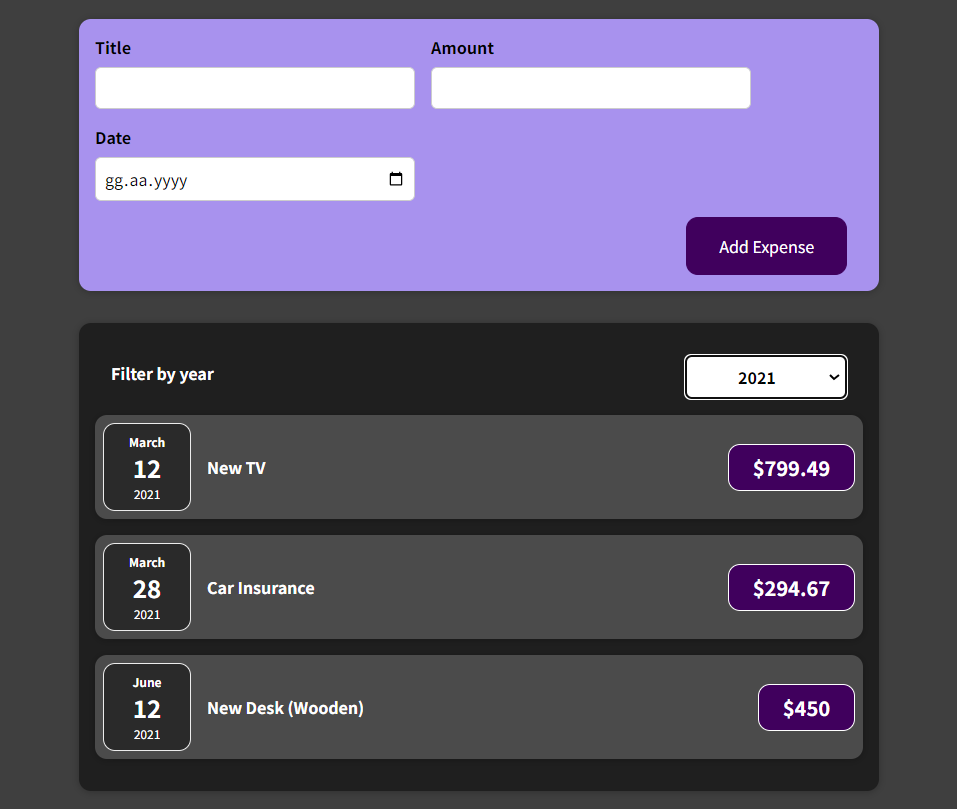 Title
Amount
Date
gg.aa.yyyy
Add Expense
Filter by year
2021
March
12
2021
New TV
$799.49
March
28
2021
Car Insurance
$294.67
June
12
2021
New Desk (Wooden)
$450